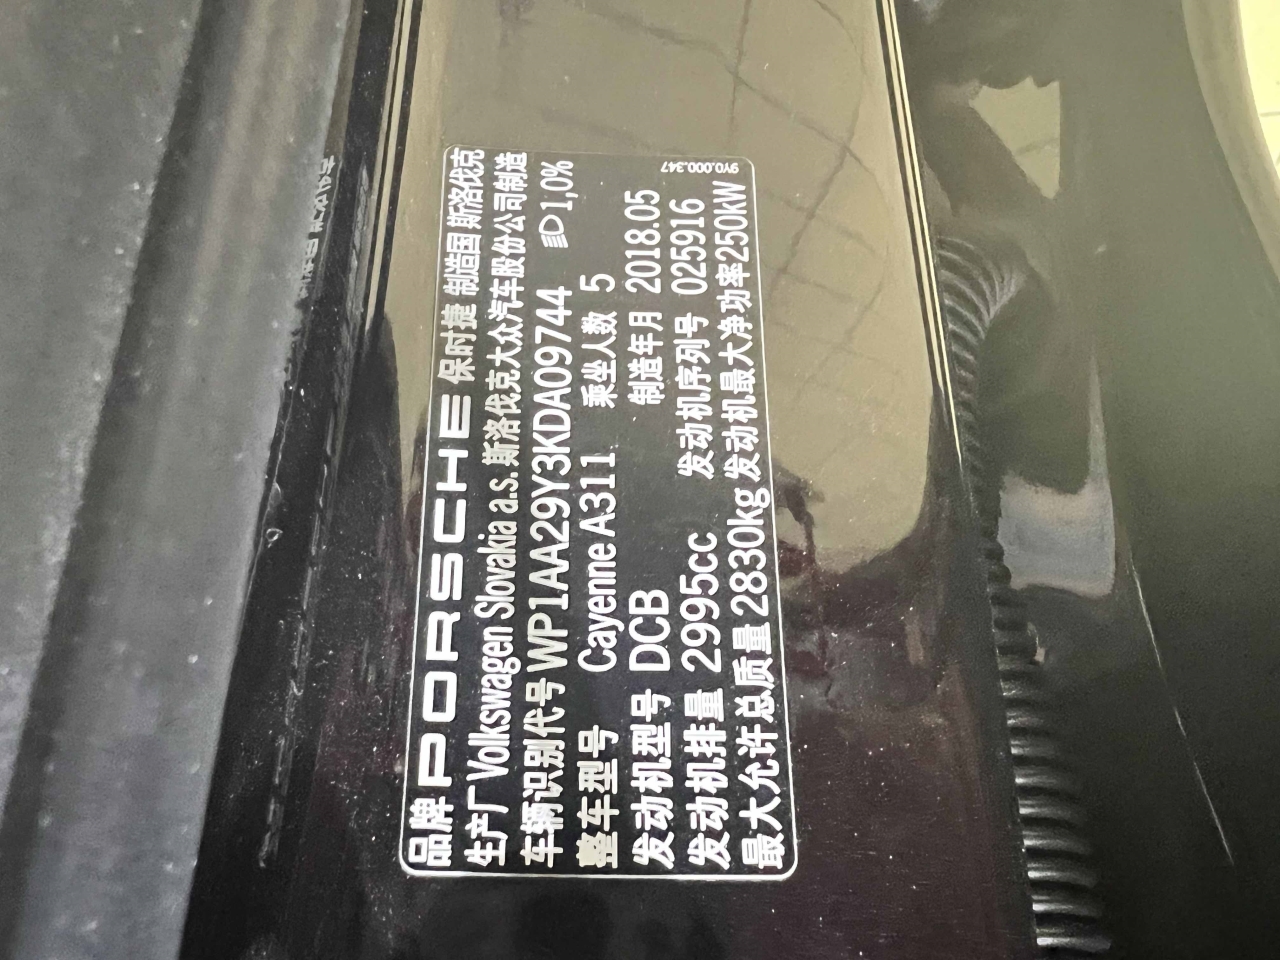 品牌 PORSCHE 保时捷 制造国 斯洛伐克
生产厂 Volkswagen Slovakia a.s. 斯洛伐克大众汽车股份公司制造
车辆识别代号 WP1AA29Y3KDA09744 1,0%
整车型号 Cayenne A311 乘坐人数 5
发动机型号 DCB 制造年月 2018.05
发动机排量 2995cc 发动机序列号 025916
最大允许总质量 2830kg 发动机最大净功率 250kW
9Y0.000.347